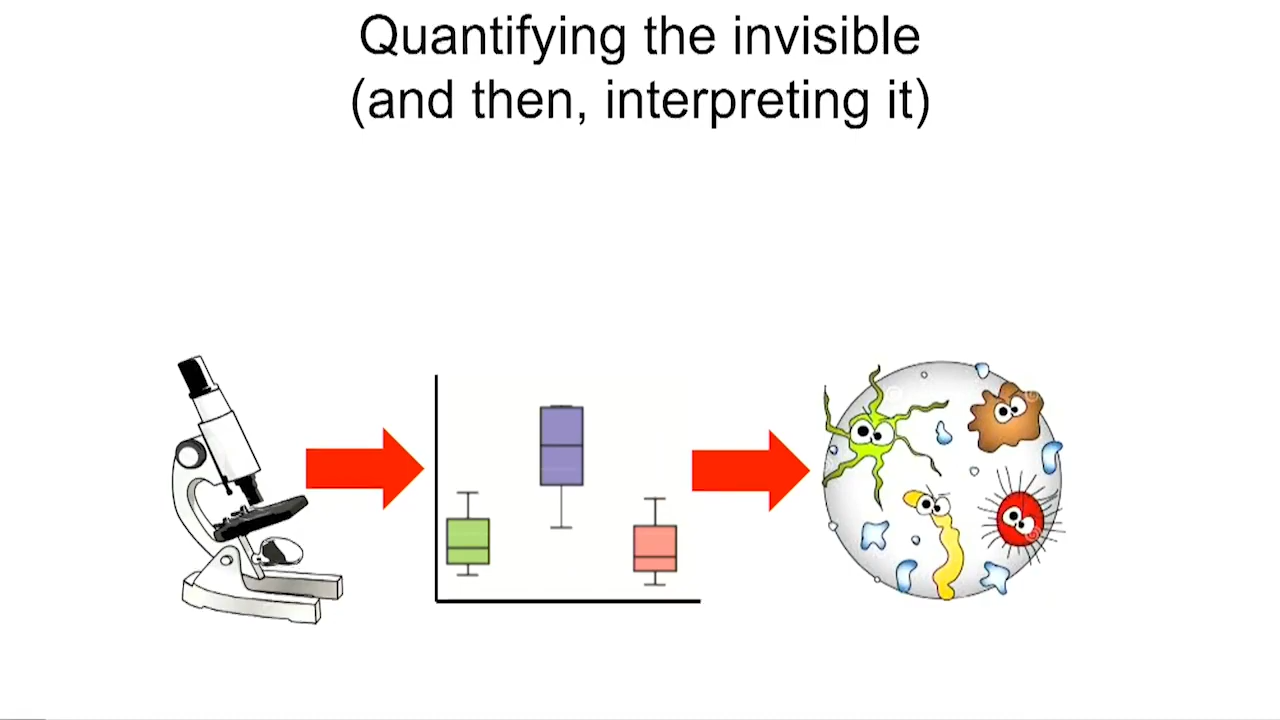 Quantifying the invisible
(and then, interpreting it)